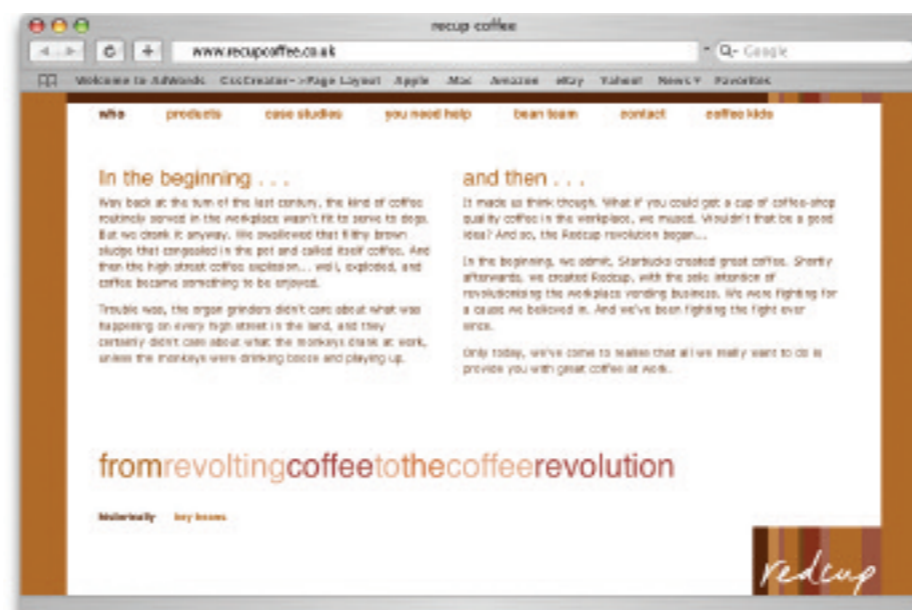 recup coffee
www.recupcoffee.co.uk
Google
Welcome to AdWords CssCreator->Page Layout Apple .Mac Amazon eBay Yahoo! News Favorites
who products case studies you need help bean team contact coffee kids
In the beginning . . .
Way back at the turn of the last century, the kind of coffee
routinely served in the workplace wasn't fit to serve to dogs.
But we drank it anyway. We swallowed that filthy brown
sludge that congealed in the pot and called itself coffee. And
then the high street coffee explosion... well, exploded, and
coffee became something to be enjoyed.
Trouble was, the organ grinders didn't care about what was
happening on every high street in the land, and they
certainly didn't care about what the monkeys drank at work,
unless the monkeys were drinking booze and playing up.
and then . . .
It made us think though. What if you could get a cup of coffee-shop
quality coffee in the workplace, we mused. Wouldn't that be a good
idea? And so, the Redcup revolution began...
In the beginning, we admit, Starbucks created great coffee. Shortly
afterwards, we created Redcup, with the sole intention of
revolutionising the workplace vending business. We were fighting for
a cause we believed in. And we've been fighting the fight ever
since.
Only today, we've come to realise that all we really want to do is
provide you with great coffee at work.
fromrevoltingcoffeetothecoffeerevolution
historically key beans
redcup